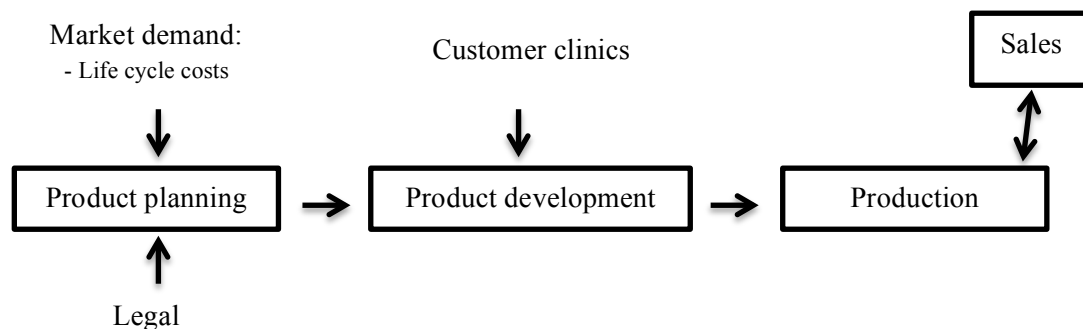 Market demand:
- Life cycle costs
Customer clinics
Sales
Product planning
Product development
Production
Legal